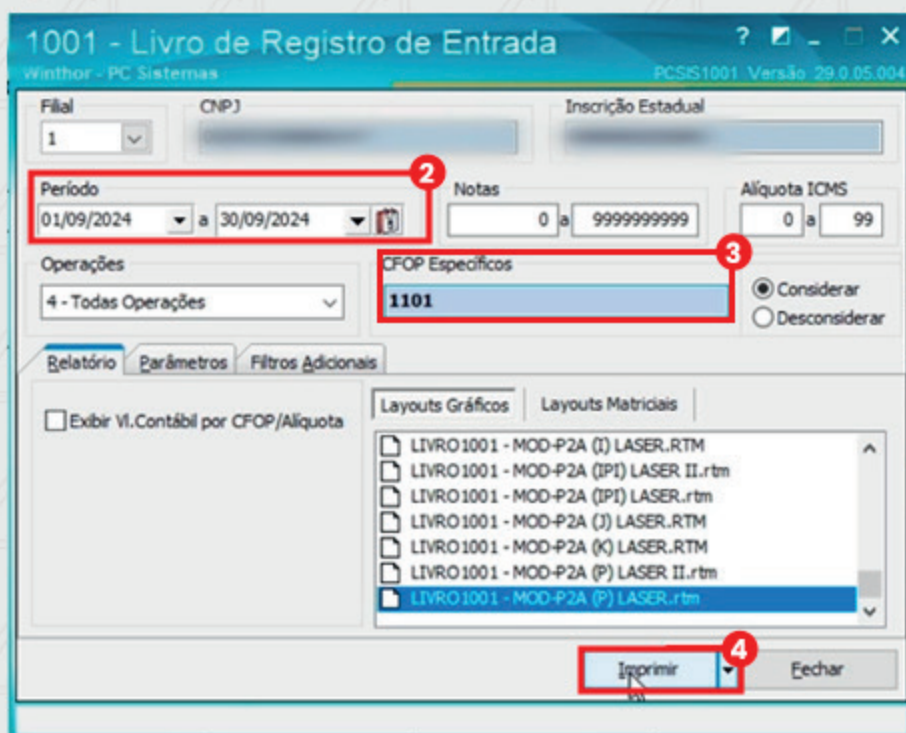 1001 - Livro de Registro de Entrada
Winthor - PC Sistemas
PCSIS1001 Versão 29.0.05.004
Filial
CNPJ
Inscrição Estadual
1
2
Período
Notas
Alíquota ICMS
01/09/2024 a 30/09/2024
0 a 9999999999
0 a 99
3
Operações
CFOP Específicos
4 - Todas Operações
1101
Considerar
Desconsiderar
Relatório Parâmetros Filtros Adicionais
Exibir Vl.Contábil por CFOP/Alíquota
Layouts Gráficos Layouts Matriciais
LIVRO1001 - MOD-P2A (I) LASER.RTM
LIVRO1001 - MOD-P2A (IPI) LASER II.rtm
LIVRO1001 - MOD-P2A (IPI) LASER.rtm
LIVRO1001 - MOD-P2A (J) LASER.RTM
LIVRO1001 - MOD-P2A (K) LASER.RTM
LIVRO1001 - MOD-P2A (P) LASER II.rtm
LIVRO1001 - MOD-P2A (P) LASER.rtm
4
Imprimir
Fechar